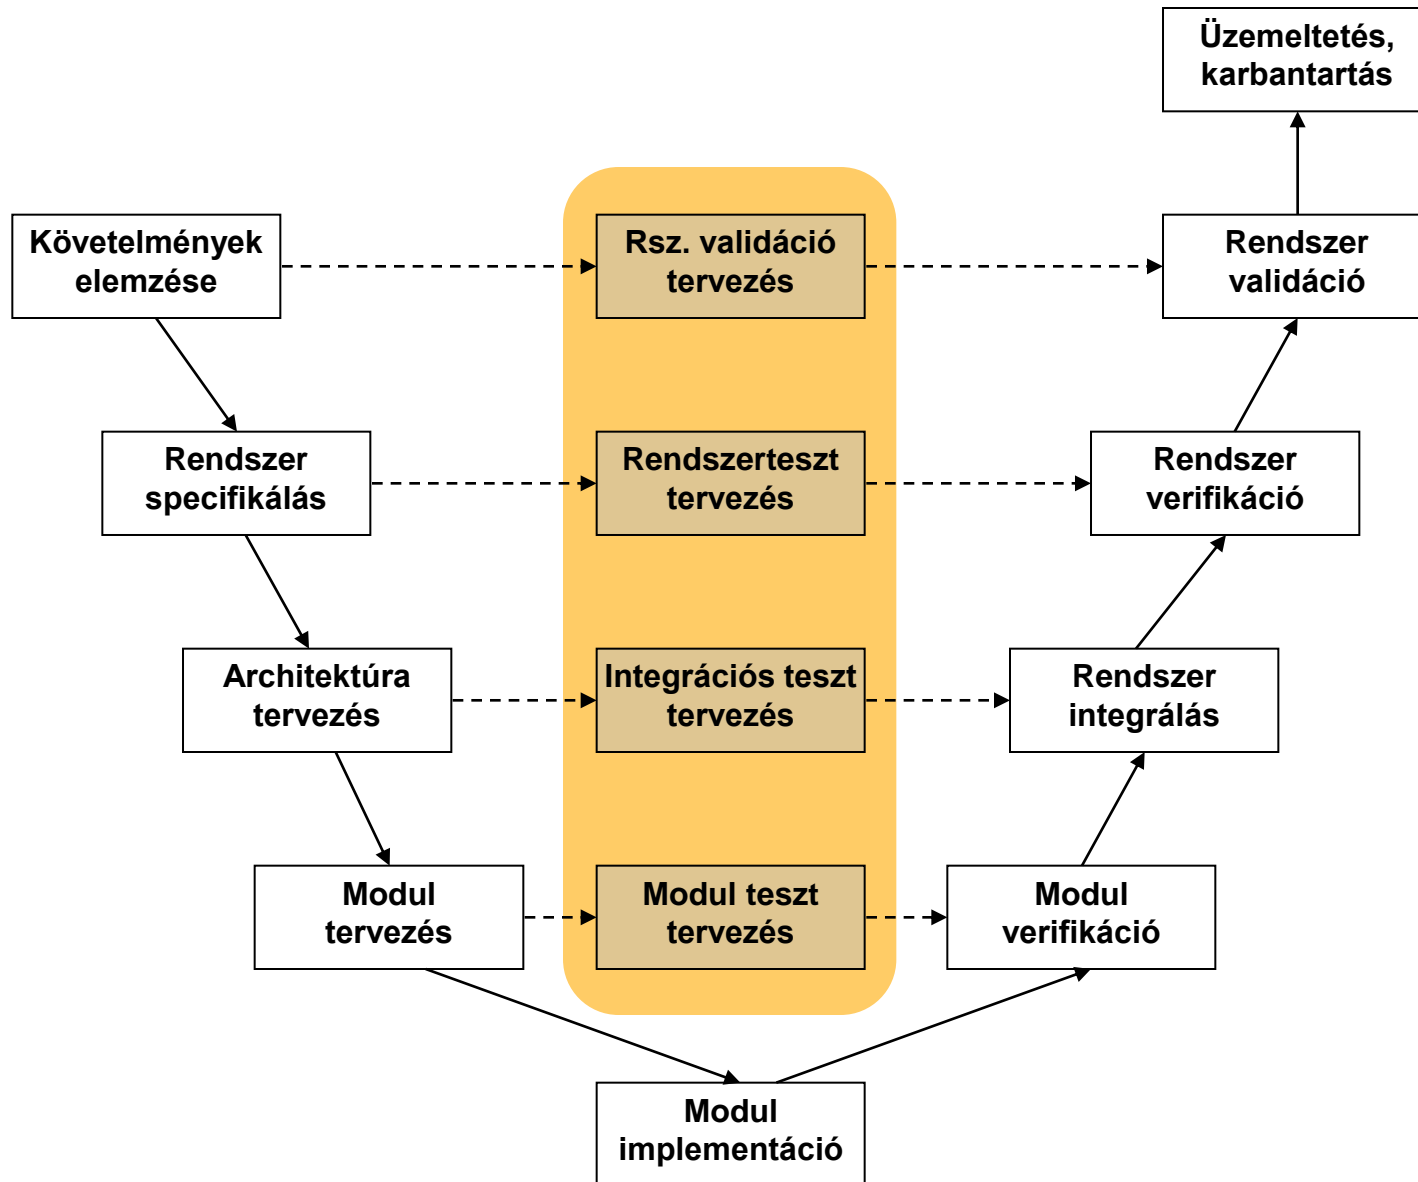 Üzemeltetés,
karbantartás
Követelmények
elemzése
Rsz. validáció
tervezés
Rendszer
validáció
Rendszer
specifikálás
Rendszerteszt
tervezés
Rendszer
verifikáció
Architektúra
tervezés
Integrációs teszt
tervezés
Rendszer
integrálás
Modul
tervezés
Modul teszt
tervezés
Modul
verifikáció
Modul
implementáció